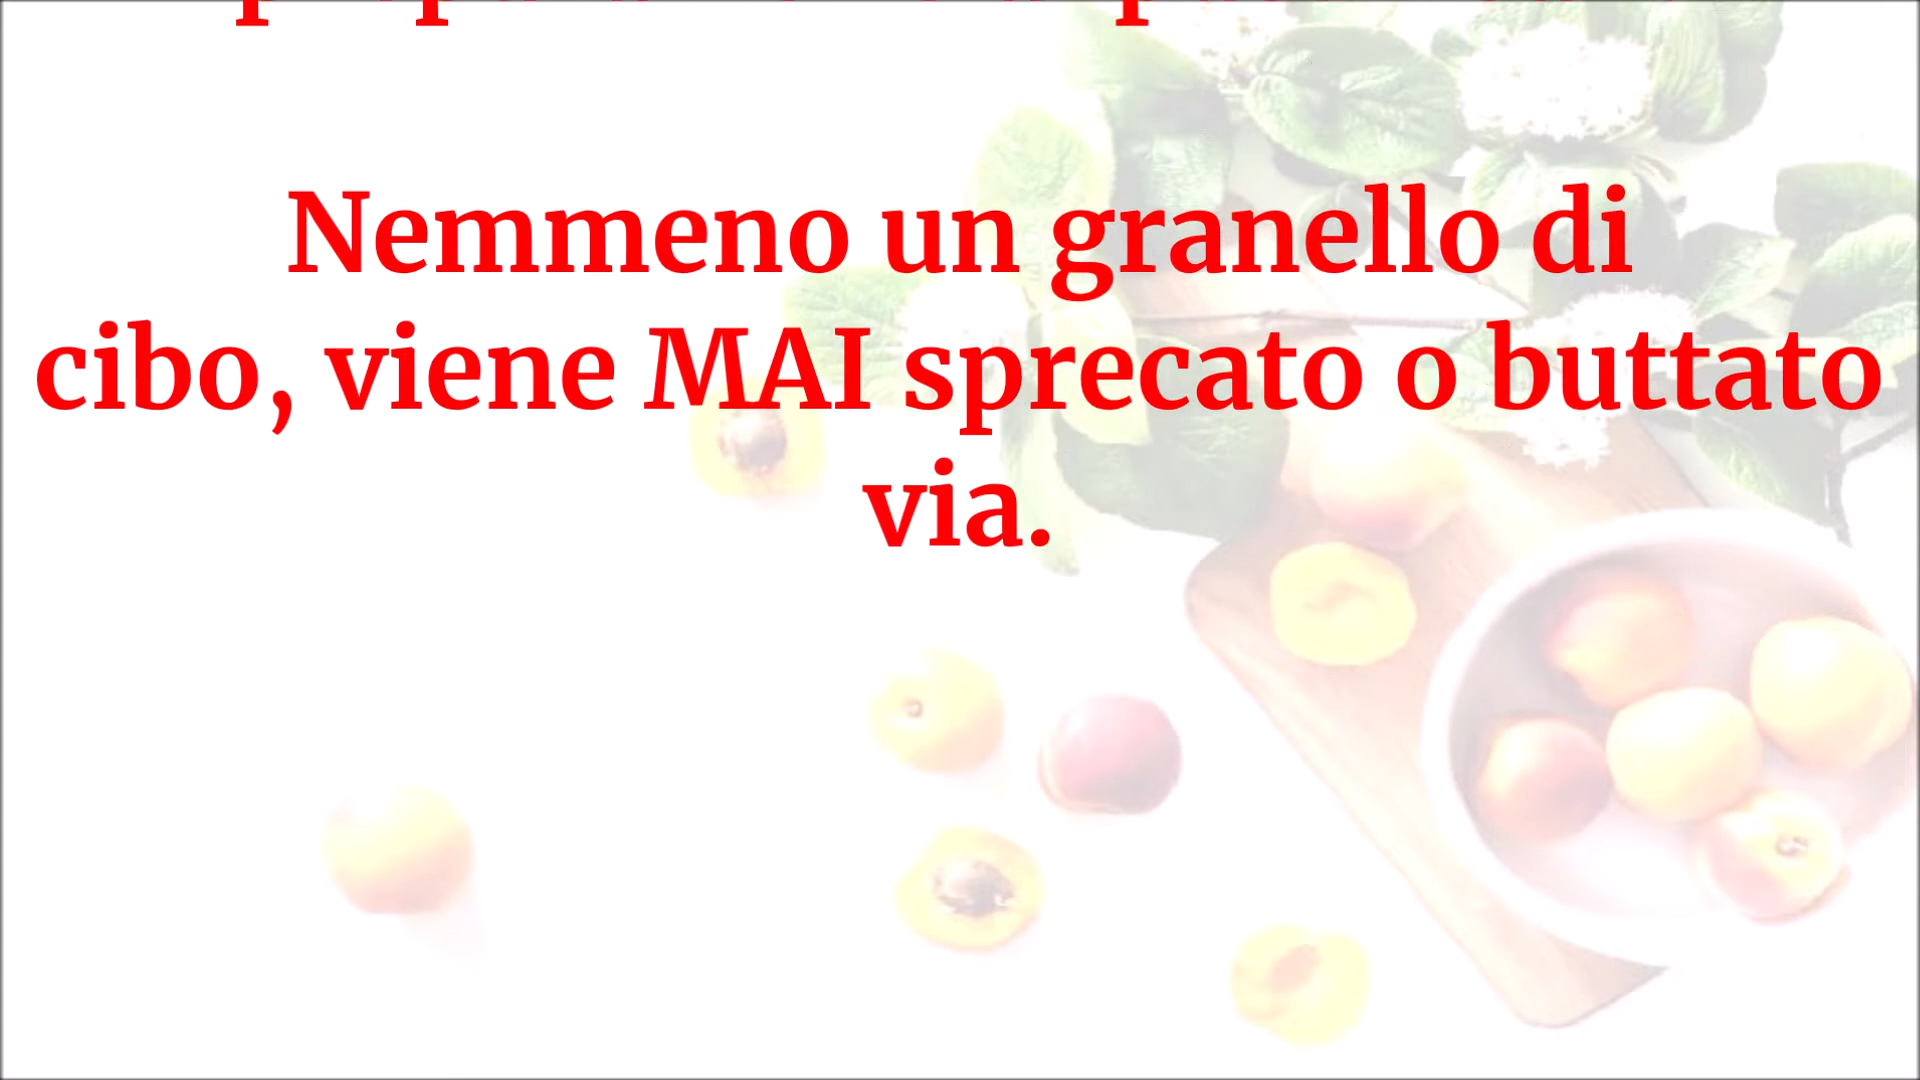 Nemmeno un granello di
cibo, viene MAI sprecato o buttato
via.